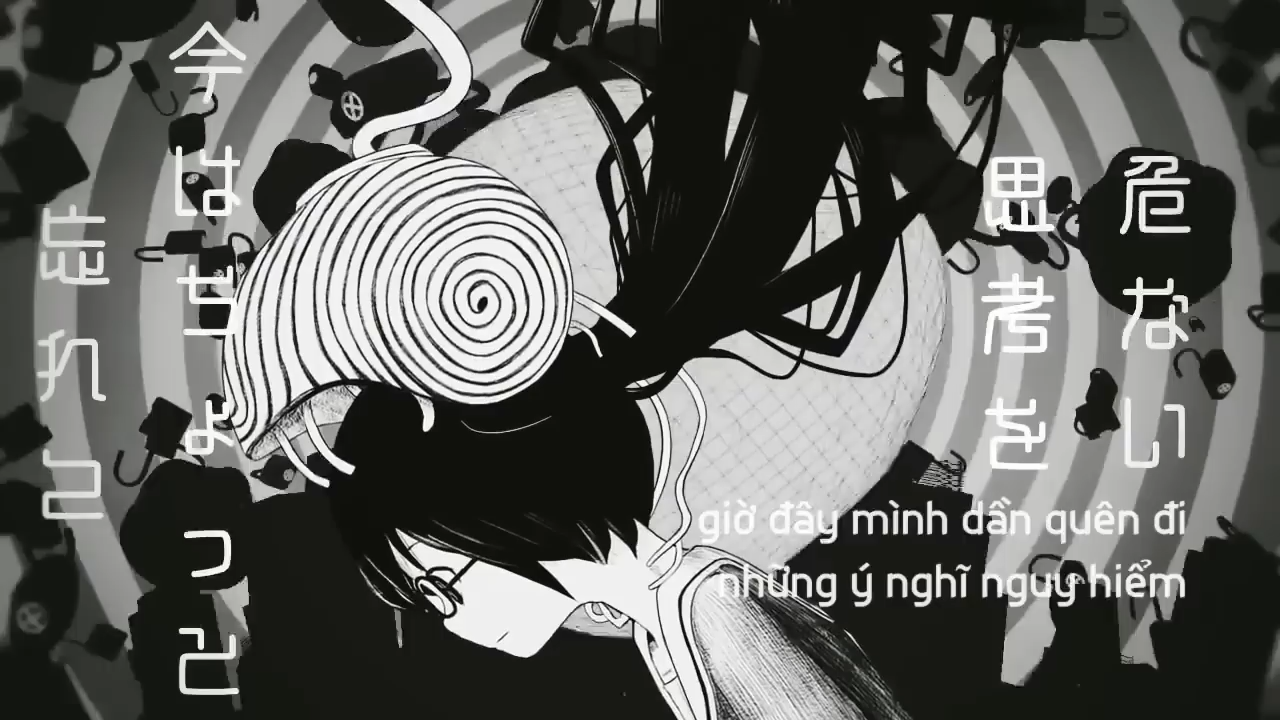 危ない
思考を
今はちょっと
忘れて
giờ đây mình dần quên đi
những ý nghĩ nguy hiểm